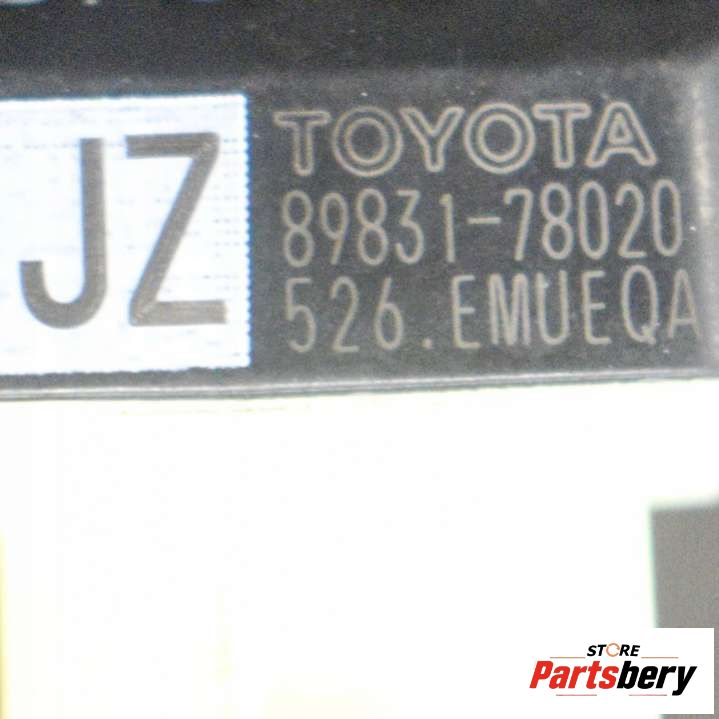 JZ
TOYOTA
89831-78020
526.EMUEQA
STORE
Partsbery